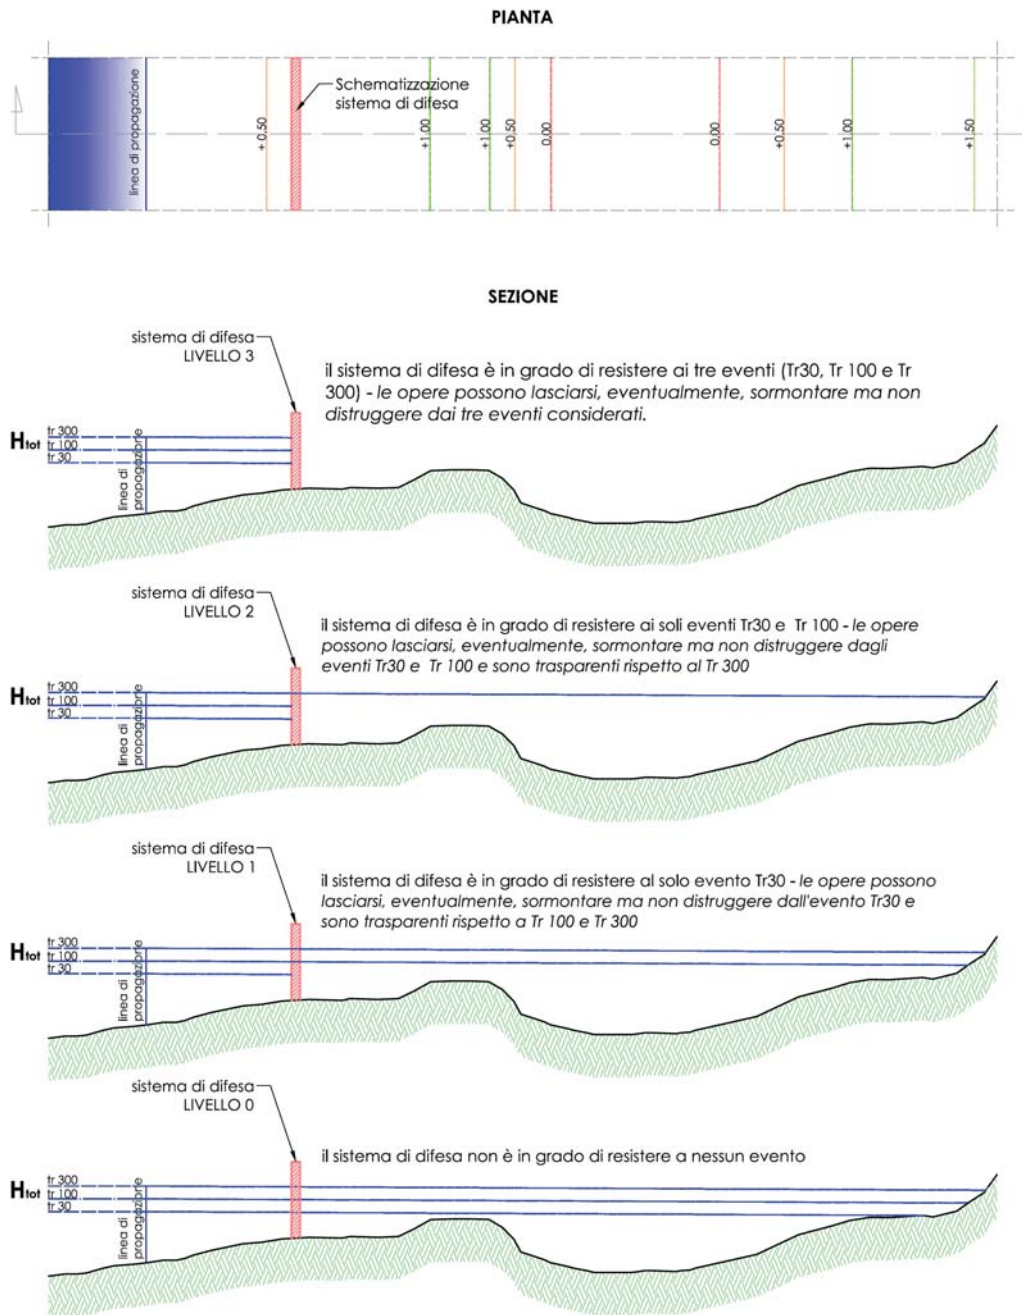 PIANTA
linea di propagazione
+ 0.50
Schematizzazione
sistema di difesa
+1.00
+1.00
+0.50
0.00
0.00
+0.50
+1.00
+1.50
SEZIONE
sistema di difesa
LIVELLO 3
il sistema di difesa è in grado di resistere ai tre eventi (Tr30, Tr 100 e Tr
300) - le opere possono lasciarsi, eventualmente, sormontare ma non
distruggere dai tre eventi considerati.
Htot
tr 300
tr 100
tr 30
linea di
propagazione
sistema di difesa
LIVELLO 2
il sistema di difesa è in grado di resistere ai soli eventi Tr30 e Tr 100 - le opere
possono lasciarsi, eventualmente, sormontare ma non distruggere dagli
eventi Tr30 e Tr 100 e sono trasparenti rispetto al Tr 300
Htot
tr 300
tr 100
tr 30
linea di
propagazione
sistema di difesa
LIVELLO 1
il sistema di difesa è in grado di resistere al solo evento Tr30 - le opere possono
lasciarsi, eventualmente, sormontare ma non distruggere dall'evento Tr30 e
sono trasparenti rispetto a Tr 100 e Tr 300
Htot
tr 300
tr 100
tr 30
linea di
propagazione
sistema di difesa
LIVELLO 0
il sistema di difesa non è in grado di resistere a nessun evento
Htot
tr 300
tr 100
tr 30
linea di
propagazione